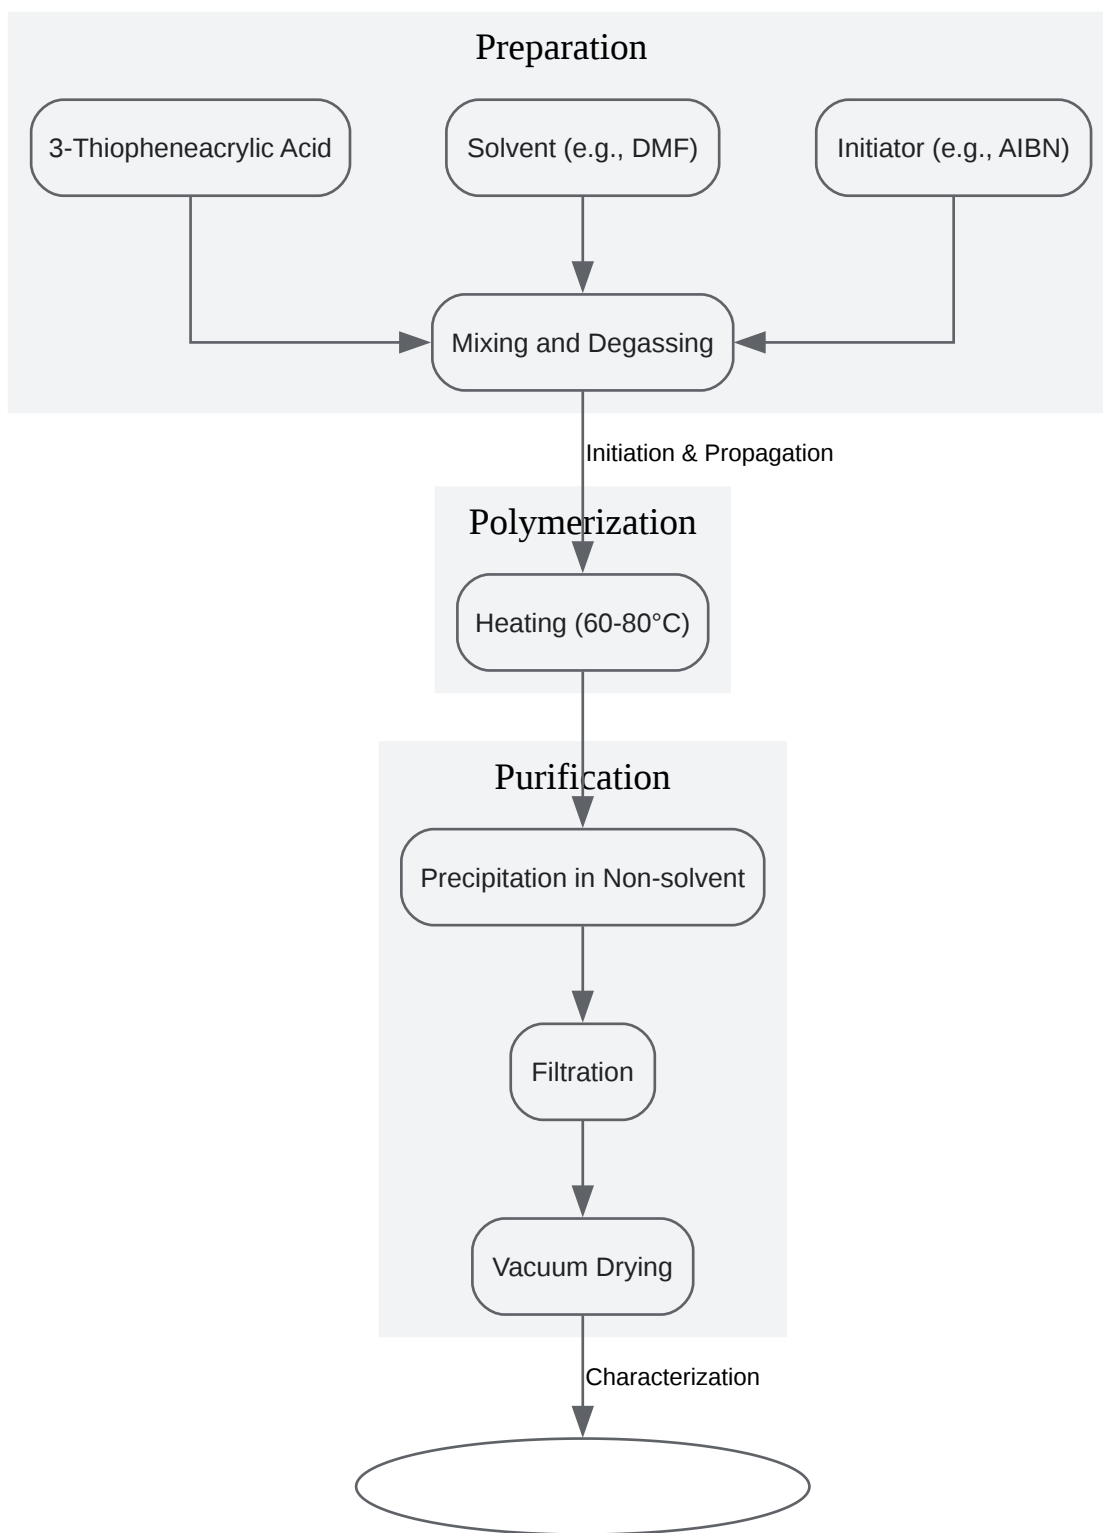 Preparation
3-Thiopheneacrylic Acid
Solvent (e.g., DMF)
Initiator (e.g., AIBN)
Mixing and Degassing
Initiation & Propagation
Polymerization
Heating (60-80°C)
Purification
Precipitation in Non-solvent
Filtration
Vacuum Drying
Characterization